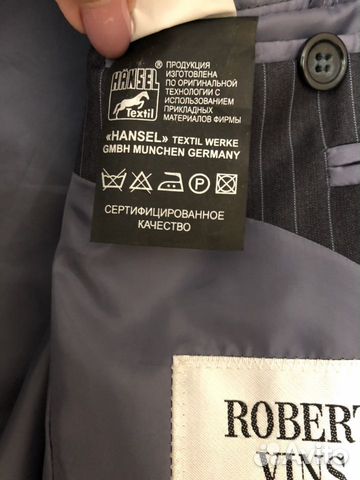 HANSEL ®
Textil
ПРОДУКЦИЯ
ИЗГОТОВЛЕНА
ПО ОРИГИНАЛЬНОЙ
ТЕХНОЛОГИИ С
ИСПОЛЬЗОВАНИЕМ
ПРИКЛАДНЫХ
МАТЕРИАЛОВ ФИРМЫ
«HANSEL» TEXTIL WERKE
GMBH MUNCHEN GERMANY
P
СЕРТИФИЦИРОВАННОЕ
КАЧЕСТВО
ROBERT
VINS
Avito